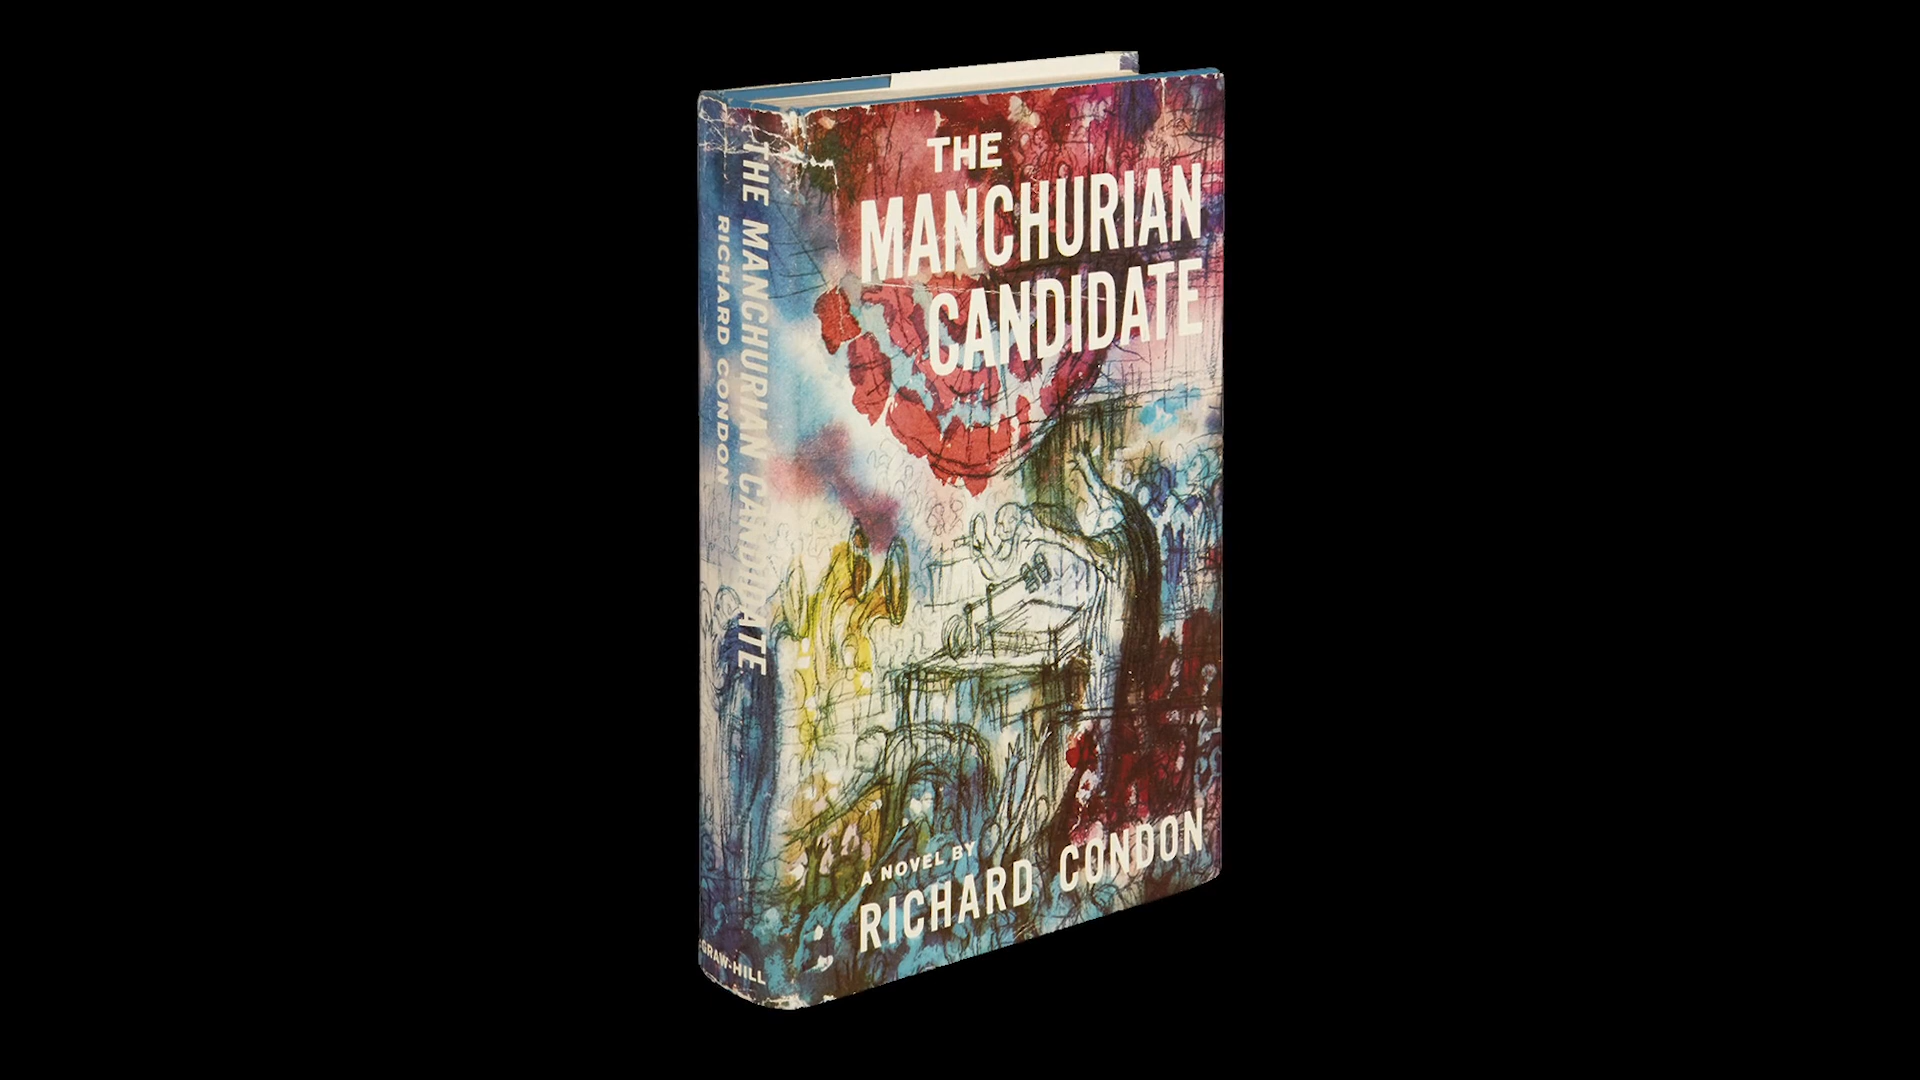 THE
MANCHURIAN
CANDIDATE
A NOVEL BY
RICHARD CONDON
THE MANCHURIAN CANDIDATE
RICHARD CONDON
GRAW-HILL